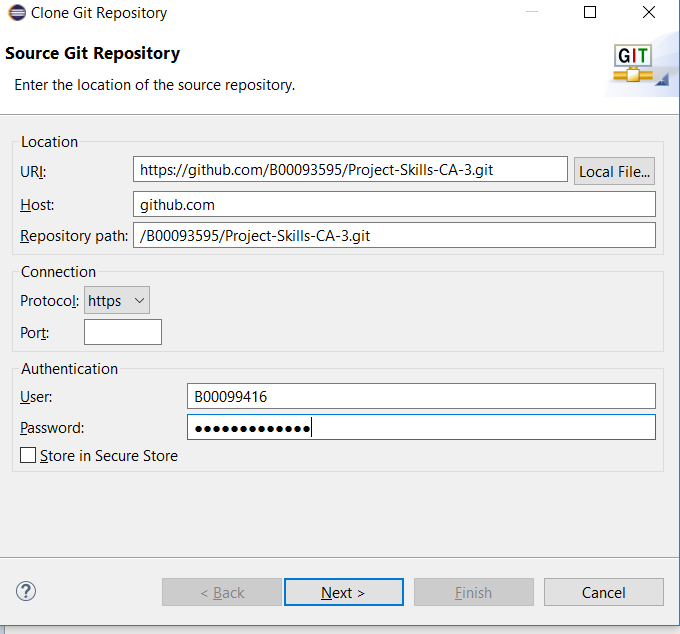 Clone Git Repository
Source Git Repository
GIT
Enter the location of the source repository.
Location
URI: https://github.com/B00093595/Project-Skills-CA-3.git Local File...
Host: github.com
Repository path: /B00093595/Project-Skills-CA-3.git
Connection
Protocol: https
Port:
Authentication
User: B00099416
Password: ●●●●●●●●●●●●●
Store in Secure Store
? < Back Next > Finish Cancel